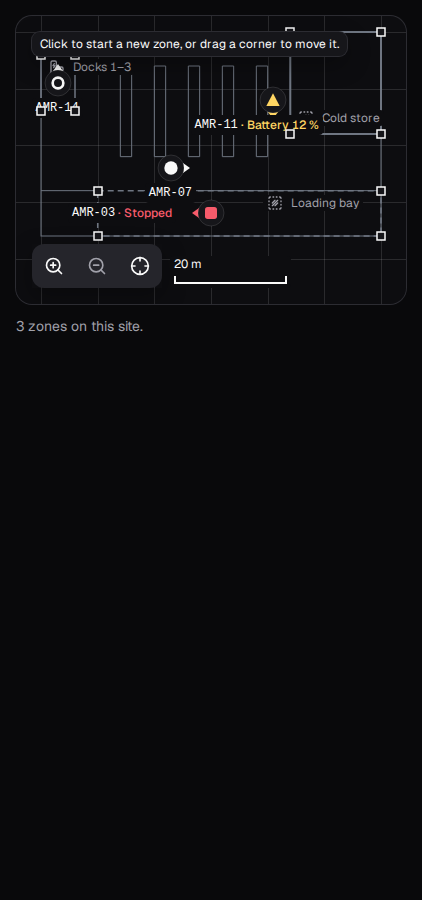 Click to start a new zone, or drag a corner to move it.
Docks 1–3
AMR-14
Cold store
AMR-11 · Battery 12 %
AMR-07
Loading bay
AMR-03 · Stopped
20 m
3 zones on this site.